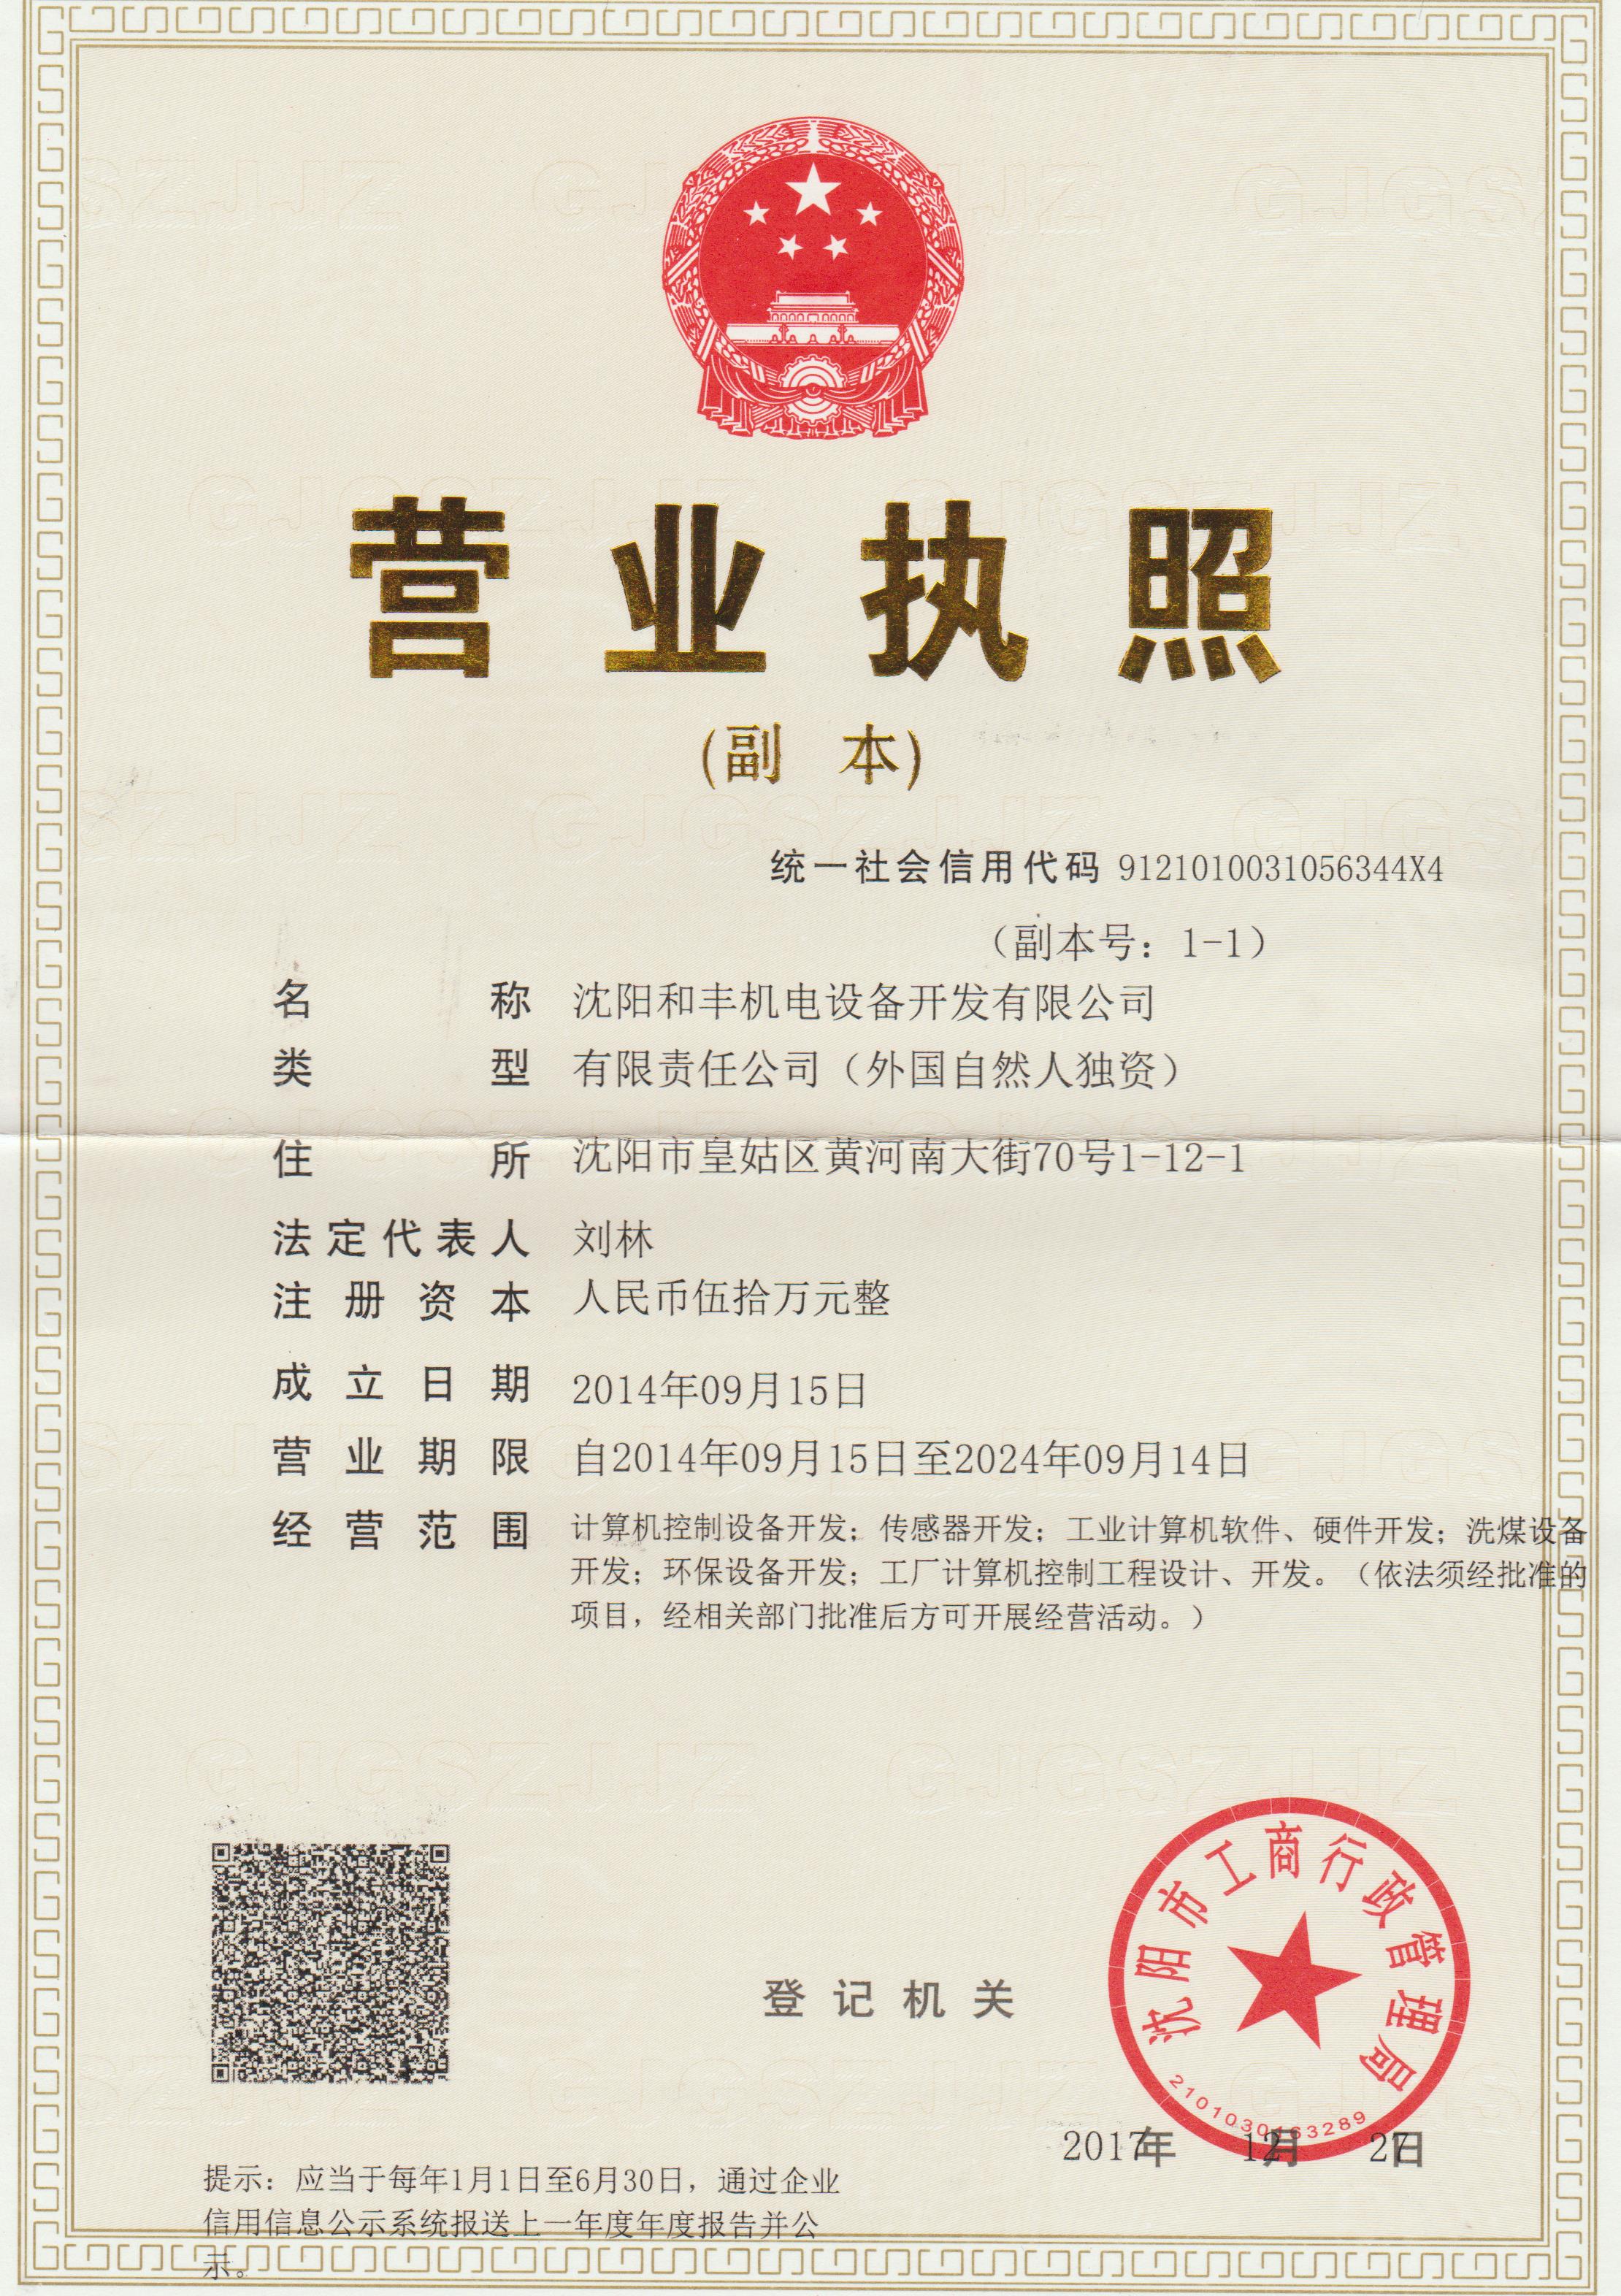 营业执照
(副 本)
统一社会信用代码 9121010031056344X4
（副本号：1-1）
名称 沈阳和丰机电设备开发有限公司
类型 有限责任公司（外国自然人独资）
住所 沈阳市皇姑区黄河南大街70号1-12-1
法定代表人 刘林
注册资本 人民币伍拾万元整
成立日期 2014年09月15日
营业期限 自2014年09月15日至2024年09月14日
经营范围 计算机控制设备开发；传感器开发；工业计算机软件、硬件开发；洗煤设备
开发；环保设备开发；工厂计算机控制工程设计、开发。（依法须经批准的
项目，经相关部门批准后方可开展经营活动。）
登记机关
沈阳市工商行政管理局
2101030163289
2017年 12月 27日
提示：应当于每年1月1日至6月30日，通过企业
信用信息公示系统报送上一年度年度报告并公
示。